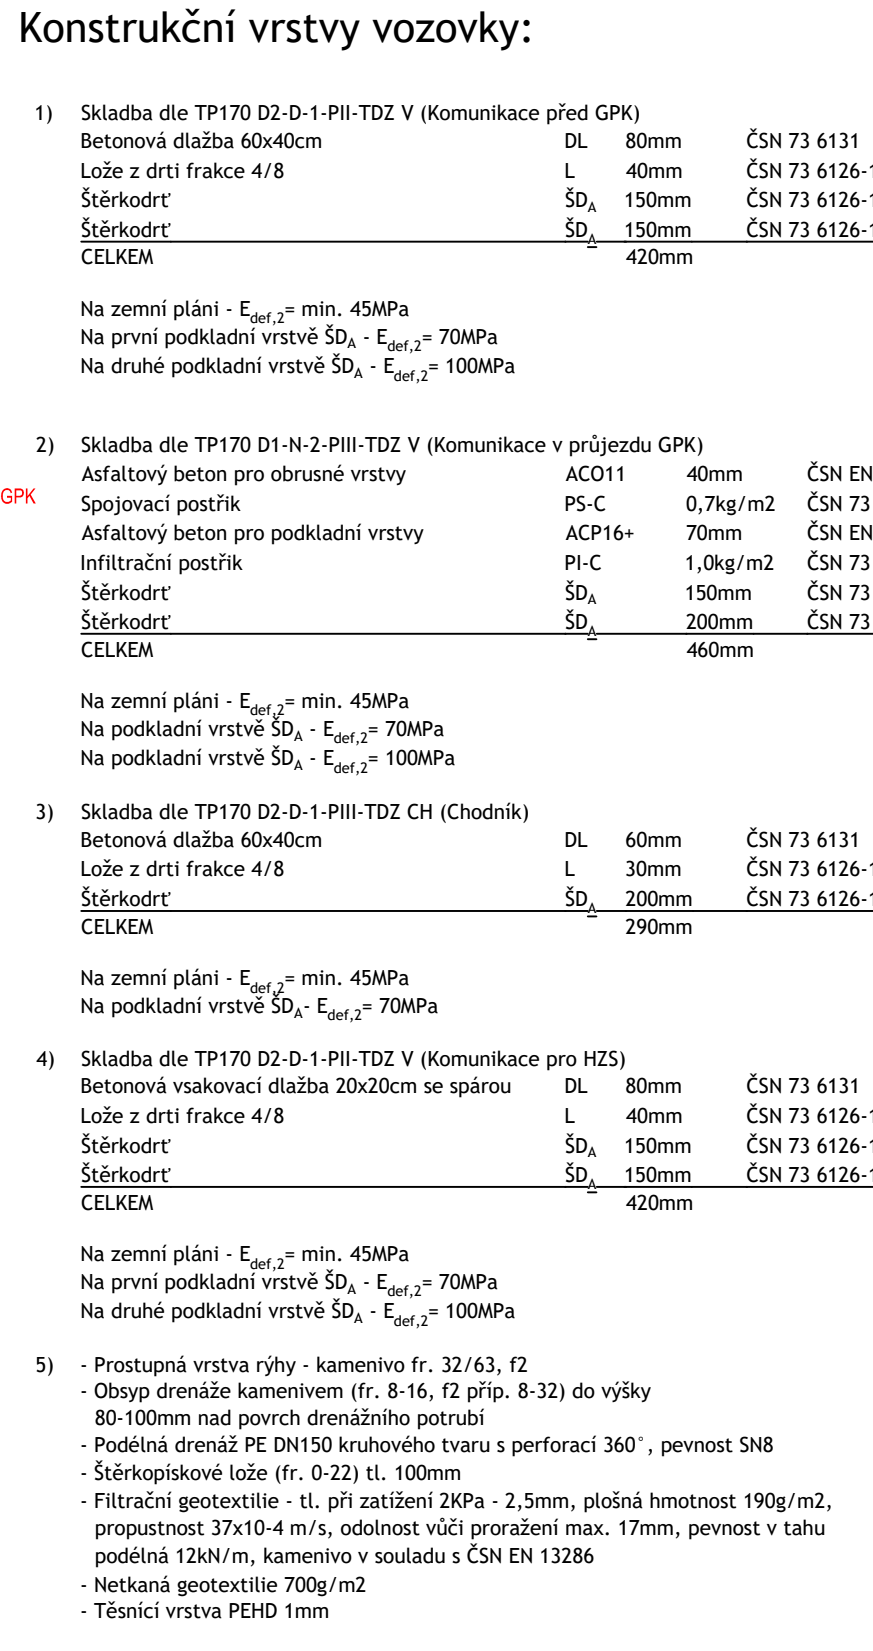 Konstrukční vrstvy vozovky:
1) Skladba dle TP170 D2-D-1-PII-TDZ V (Komunikace před GPK)
Betonová dlažba 60x40cm DL 80mm ČSN 73 6131
Lože z drti frakce 4/8 L 40mm ČSN 73 6126-1
Štěrkodrť ŠDA 150mm ČSN 73 6126-1
Štěrkodrť ŠDA 150mm ČSN 73 6126-1
CELKEM 420mm
Na zemní pláni - Edef,2= min. 45MPa
Na první podkladní vrstvě ŠDA - Edef,2= 70MPa
Na druhé podkladní vrstvě ŠDA - Edef,2= 100MPa
2) Skladba dle TP170 D1-N-2-PIII-TDZ V (Komunikace v průjezdu GPK)
Asfaltový beton pro obrusné vrstvy ACO11 40mm ČSN EN
GPK
Spojovací postřik PS-C 0,7kg/m2 ČSN 73
Asfaltový beton pro podkladní vrstvy ACP16+ 70mm ČSN EN
Infiltrační postřik PI-C 1,0kg/m2 ČSN 73
Štěrkodrť ŠDA 150mm ČSN 73
Štěrkodrť ŠDA 200mm ČSN 73
CELKEM 460mm
Na zemní pláni - Edef,2= min. 45MPa
Na podkladní vrstvě ŠDA - Edef,2= 70MPa
Na podkladní vrstvě ŠDA - Edef,2= 100MPa
3) Skladba dle TP170 D2-D-1-PIII-TDZ CH (Chodník)
Betonová dlažba 60x40cm DL 60mm ČSN 73 6131
Lože z drti frakce 4/8 L 30mm ČSN 73 6126-1
Štěrkodrť ŠDA 200mm ČSN 73 6126-1
CELKEM 290mm
Na zemní pláni - Edef,2= min. 45MPa
Na podkladní vrstvě ŠDA- Edef,2= 70MPa
4) Skladba dle TP170 D2-D-1-PII-TDZ V (Komunikace pro HZS)
Betonová vsakovací dlažba 20x20cm se spárou DL 80mm ČSN 73 6131
Lože z drti frakce 4/8 L 40mm ČSN 73 6126-1
Štěrkodrť ŠDA 150mm ČSN 73 6126-1
Štěrkodrť ŠDA 150mm ČSN 73 6126-1
CELKEM 420mm
Na zemní pláni - Edef,2= min. 45MPa
Na první podkladní vrstvě ŠDA - Edef,2= 70MPa
Na druhé podkladní vrstvě ŠDA - Edef,2= 100MPa
5) - Prostupná vrstva rýhy - kamenivo fr. 32/63, f2
- Obsyp drenáže kamenivem (fr. 8-16, f2 příp. 8-32) do výšky
80-100mm nad povrch drenážního potrubí
- Podélná drenáž PE DN150 kruhového tvaru s perforací 360°, pevnost SN8
- Štěrkopískové lože (fr. 0-22) tl. 100mm
- Filtrační geotextilie - tl. při zatížení 2KPa - 2,5mm, plošná hmotnost 190g/m2,
propustnost 37x10-4 m/s, odolnost vůči proražení max. 17mm, pevnost v tahu
podélná 12kN/m, kamenivo v souladu s ČSN EN 13286
- Netkaná geotextilie 700g/m2
- Těsnící vrstva PEHD 1mm